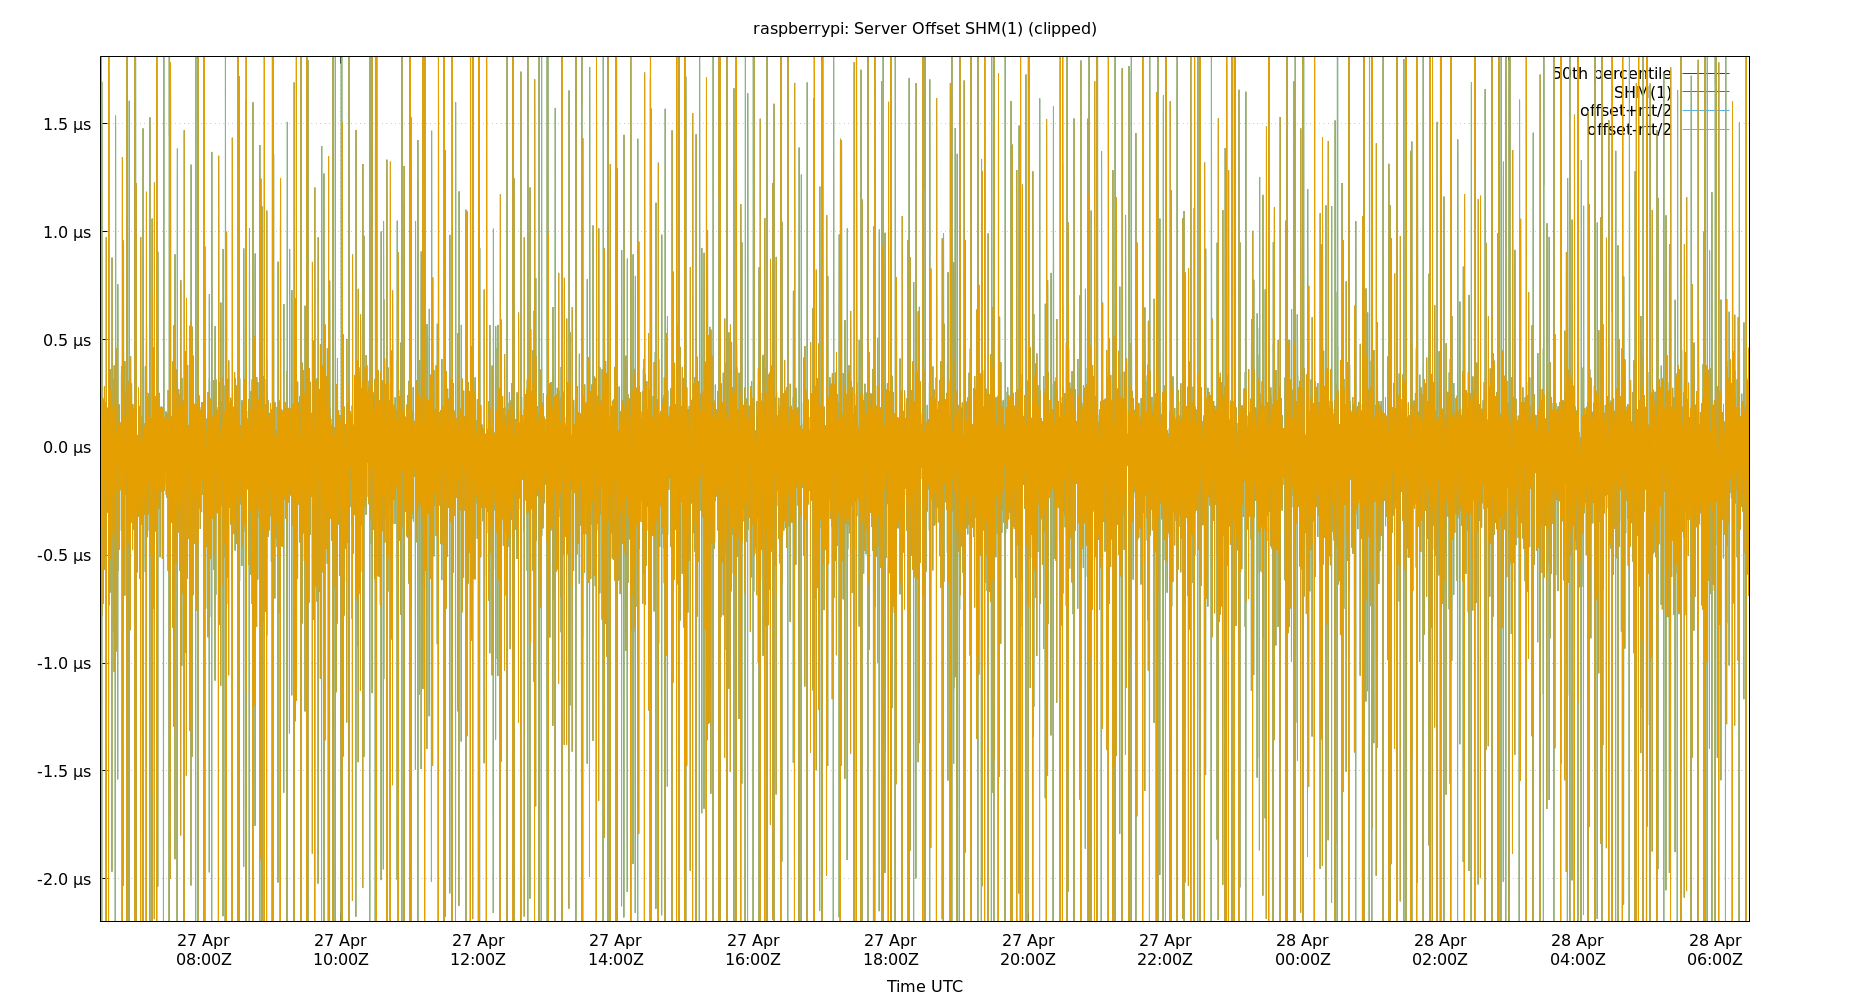 raspberrypi: Server Offset SHM(1) (clipped)
50th percentile
SHM(1)
offset+rtt/2
offset-rtt/2
1.5 µs
1.0 µs
0.5 µs
0.0 µs
-0.5 µs
-1.0 µs
-1.5 µs
-2.0 µs
27 Apr 27 Apr 27 Apr 27 Apr 27 Apr 27 Apr 27 Apr 27 Apr 28 Apr 28 Apr 28 Apr 28 Apr
08:00Z 10:00Z 12:00Z 14:00Z 16:00Z 18:00Z 20:00Z 22:00Z 00:00Z 02:00Z 04:00Z 06:00Z
Time UTC